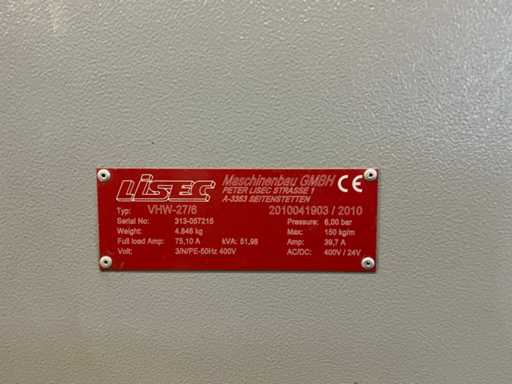 LiSEC Maschinenbau GMBH CE
PETER LISEC STRASSE 1
A-3353 SEITENSTETTEN
Typ: VHW-27/6 2010041903 / 2010
Serial No: 313-057215 Pressure: 6,00 bar
Weight: 4.846 kg Max: 150 kg/m
Full load Amp: 75,10 A kVA: 51,98 Amp: 39,7 A
Volt: 3/N/PE-50Hz 400V AC/DC: 400V / 24V